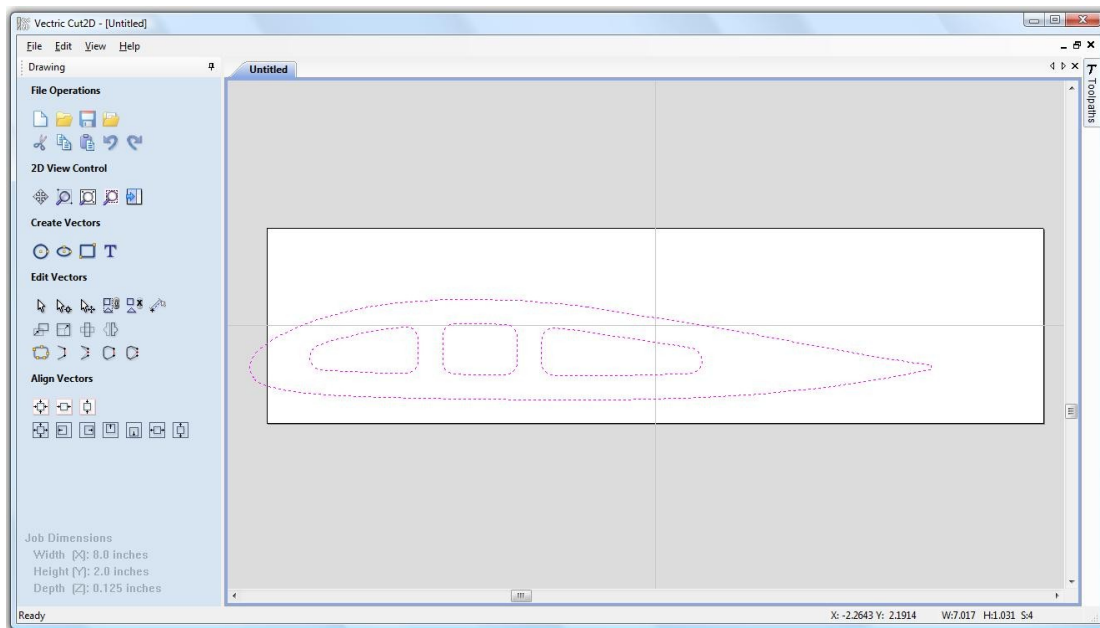 Vectric Cut2D - [Untitled]
File Edit View Help
Drawing
Untitled
Toolpaths
File Operations
2D View Control
Create Vectors
T
Edit Vectors
Align Vectors
Job Dimensions
Width (X): 8.0 inches
Height (Y): 2.0 inches
Depth (Z): 0.125 inches
Ready
X: -2.2643 Y: 2.1914 W:7.017 H:1.031 S:4